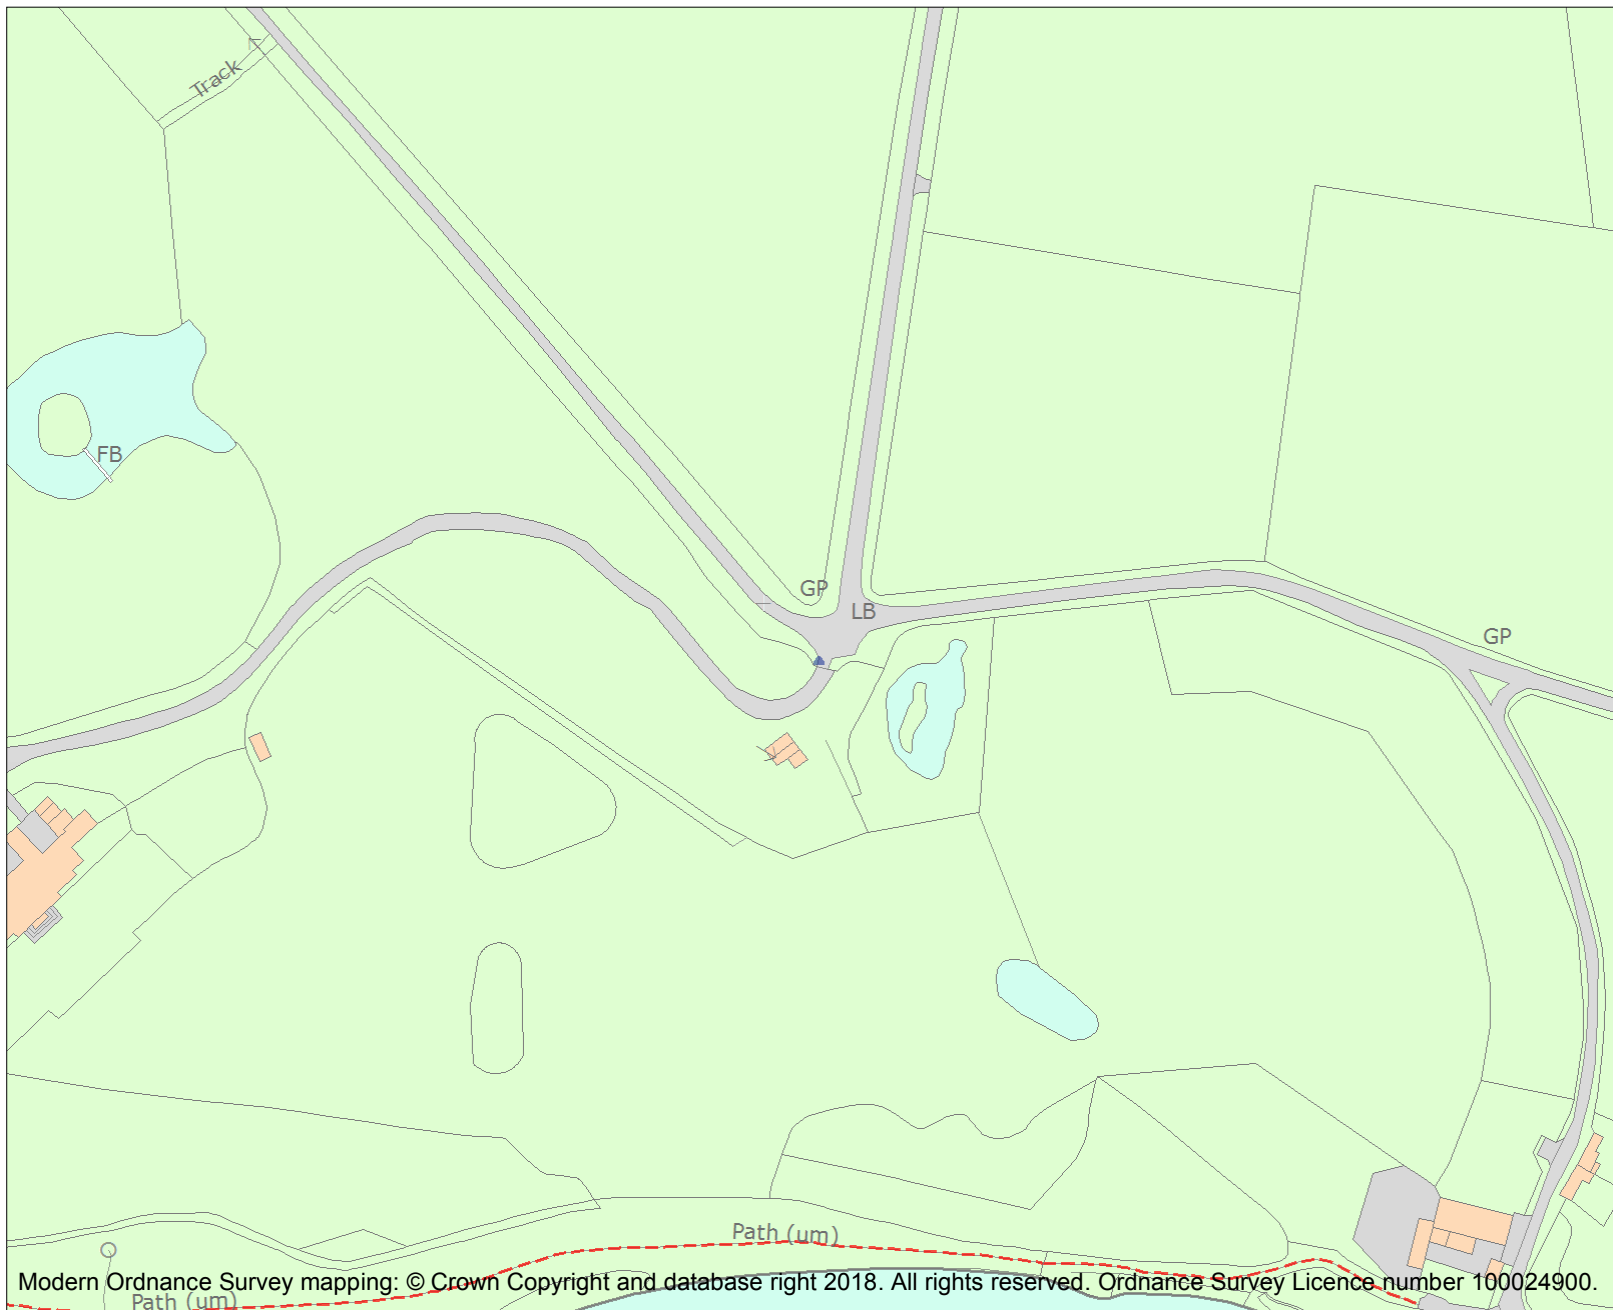 Track
FB
GP
LB
GP
Path (um)
Modern Ordnance Survey mapping: © Crown Copyright and database right 2018. All rights reserved. Ordnance Survey Licence number 100024900.
Path (um)